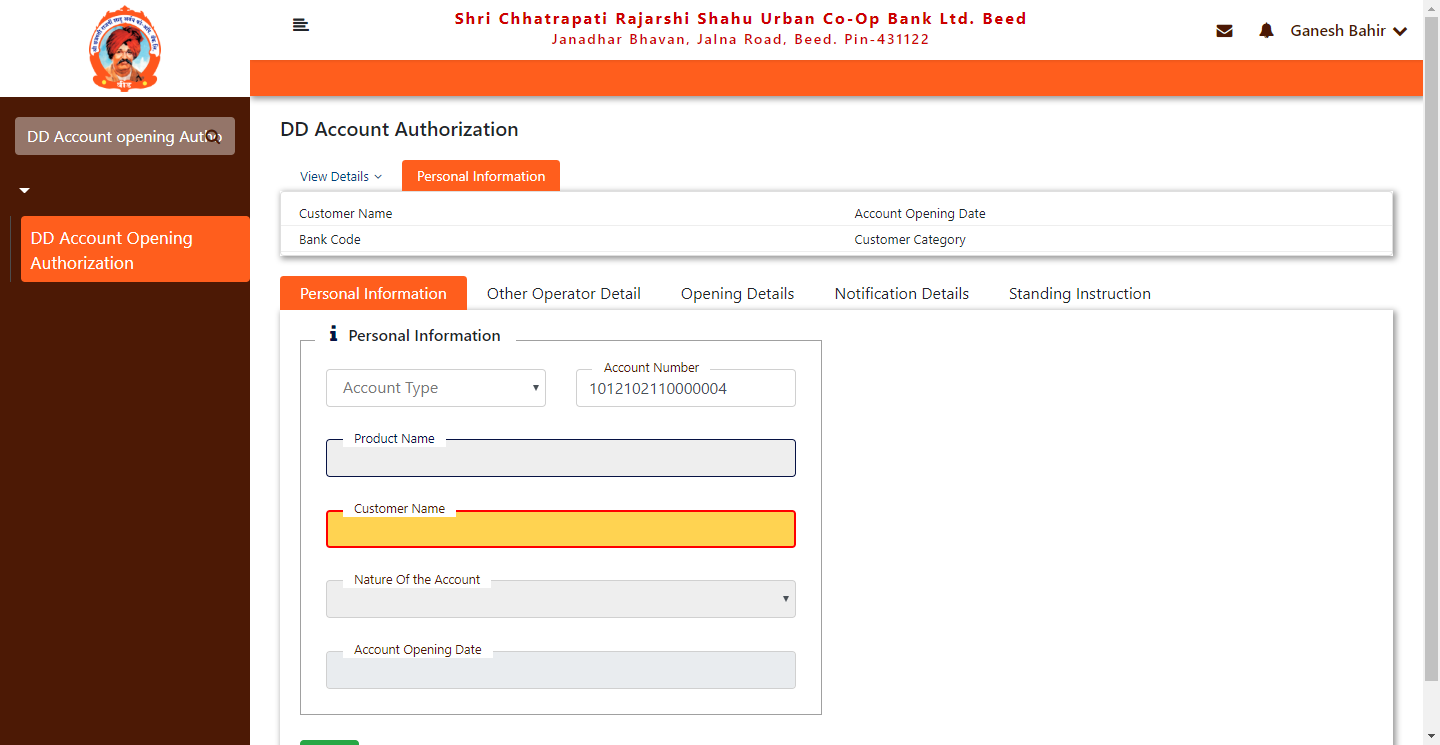 Shri Chhatrapati Rajarshi Shahu Urban Co-Op Bank Ltd. Beed
Janadhar Bhavan, Jalna Road, Beed. Pin-431122
Ganesh Bahir
DD Account opening Autho
DD Account Opening
Authorization
DD Account Authorization
View Details
Personal Information
Customer Name
Account Opening Date
Bank Code
Customer Category
Personal Information
Other Operator Detail
Opening Details
Notification Details
Standing Instruction
Personal Information
Account Type
Account Number
1012102110000004
Product Name
Customer Name
Nature Of the Account
Account Opening Date